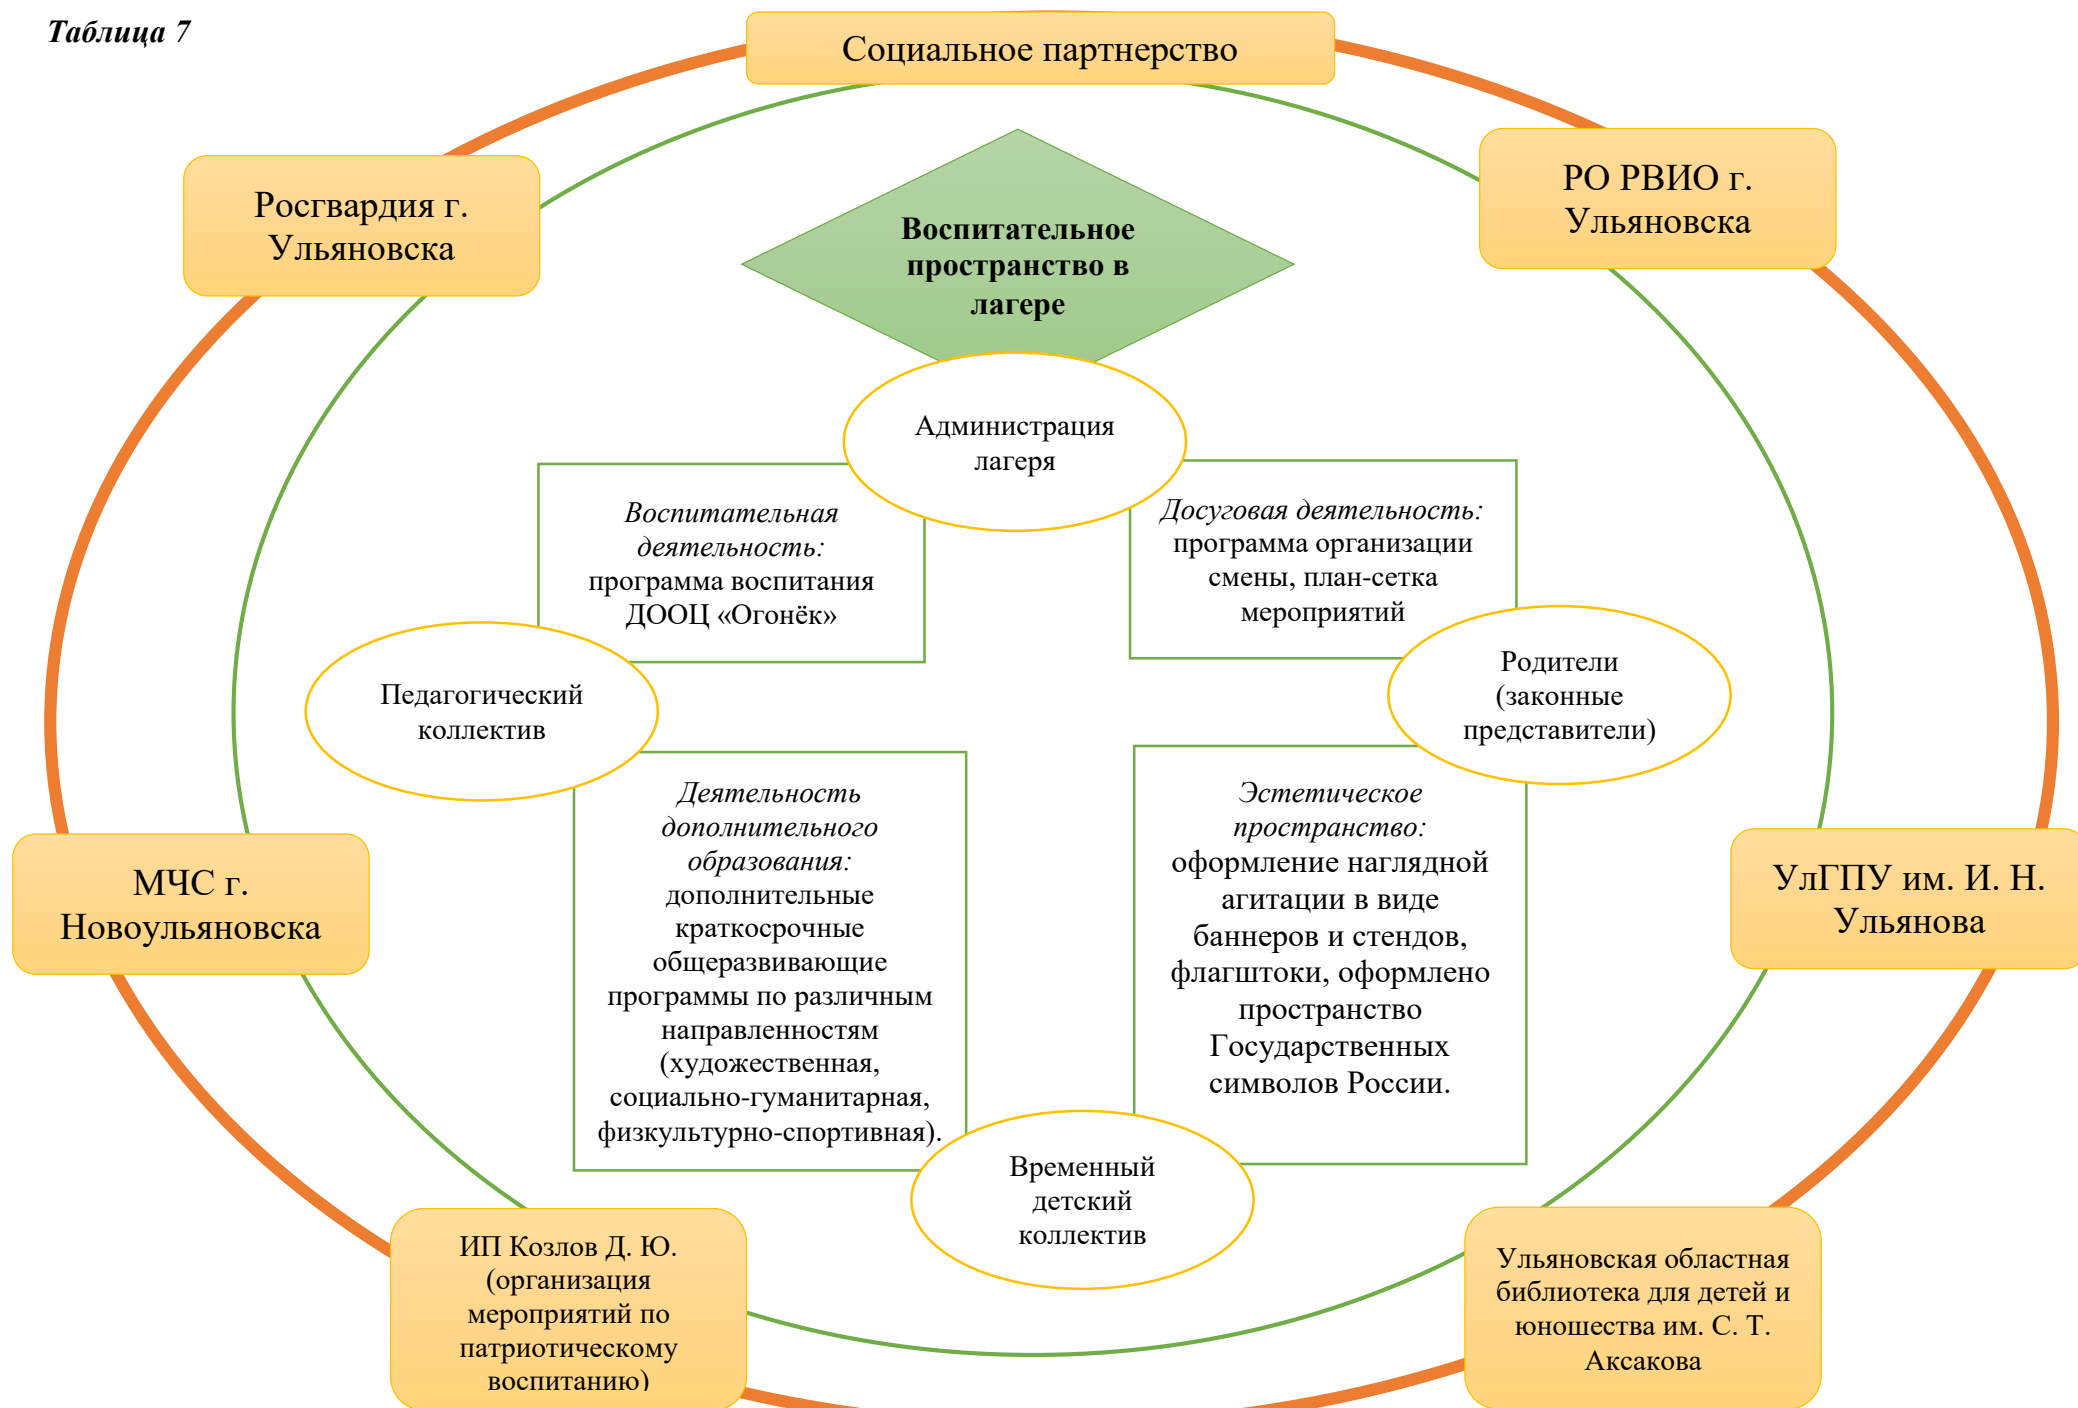 Таблица 7
Социальное партнерство
Росгвардия г.
Ульяновска
РО РВИО г.
Ульяновска
Воспитательное
пространство в
лагере
Администрация
лагеря
Воспитательная
деятельность:
программа воспитания
ДООЦ «Огонёк»
Досуговая деятельность:
программа организации
смены, план-сетка
мероприятий
Педагогический
коллектив
Родители
(законные
представители)
Деятельность
дополнительного
образования:
дополнительные
краткосрочные
общеразвивающие
программы по различным
направленностям
(художественная,
социально-гуманитарная,
физкультурно-спортивная).
Эстетическое
пространство:
оформление наглядной
агитации в виде
баннеров и стендов,
флагштоки, оформлено
пространство
Государственных
символов России.
МЧС г.
Новоульяновска
УлГПУ им. И. Н.
Ульянова
Временный
детский
коллектив
ИП Козлов Д. Ю.
(организация
мероприятий по
патриотическому
воспитанию)
Ульяновская областная
библиотека для детей и
юношества им. С. Т.
Аксакова